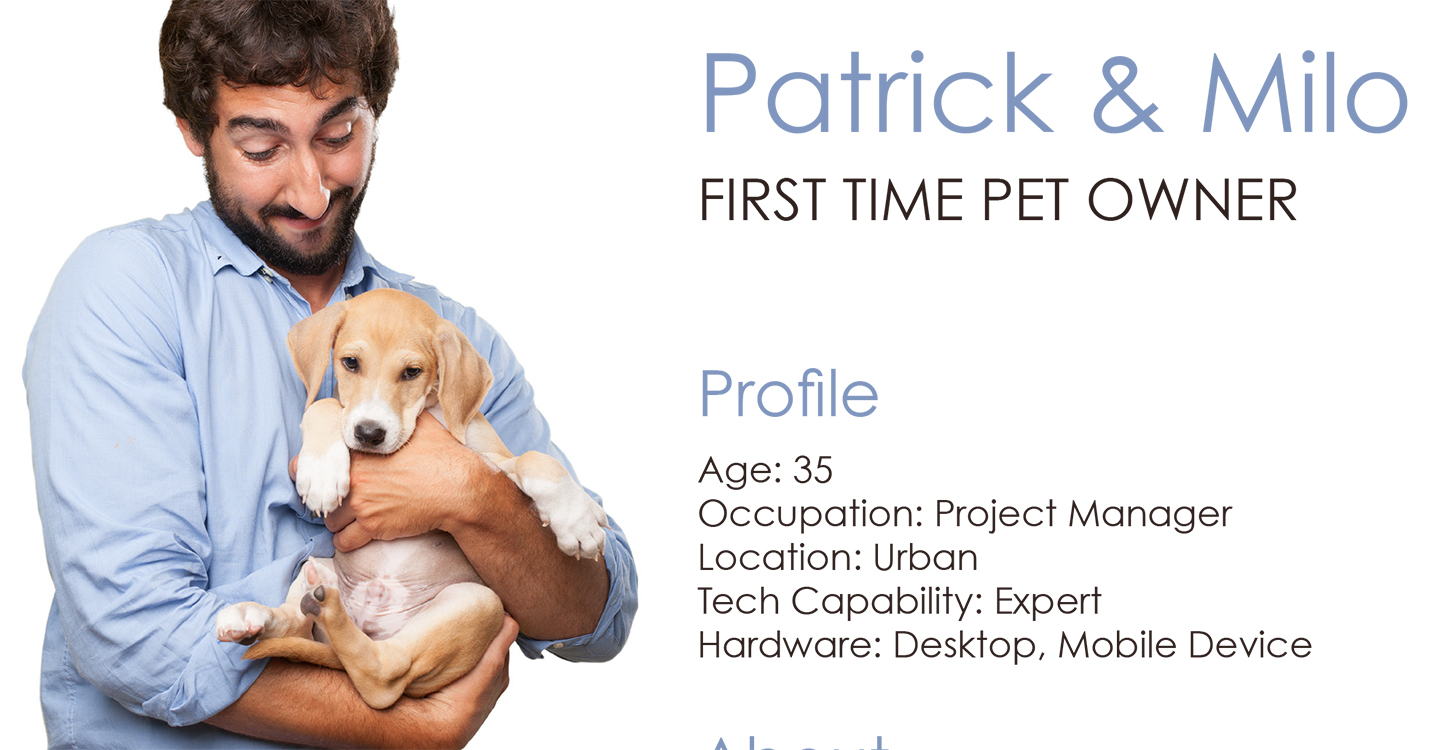 Patrick & Milo
FIRST TIME PET OWNER
Profile
Age: 35
Occupation: Project Manager
Location: Urban
Tech Capability: Expert
Hardware: Desktop, Mobile Device
About